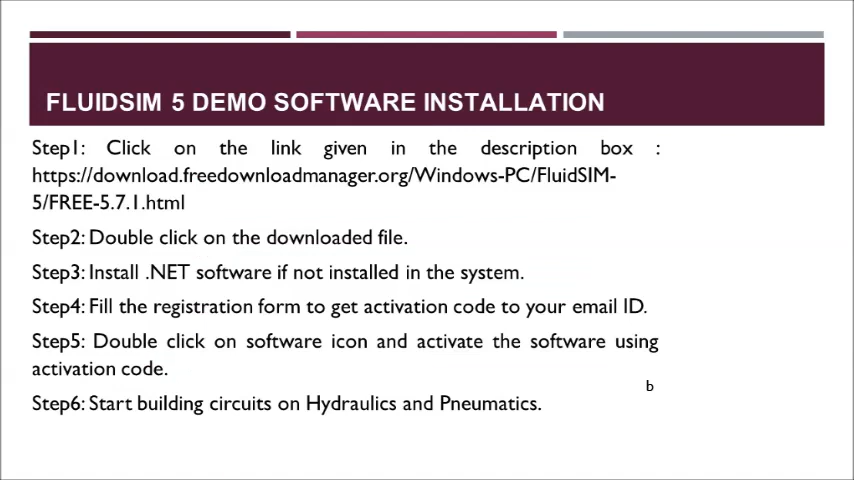 FLUIDSIM 5 DEMO SOFTWARE INSTALLATION
Step1: Click on the link given in the description box :
https://download.freedownloadmanager.org/Windows-PC/FluidSIM-
5/FREE-5.7.1.html
Step2: Double click on the downloaded file.
Step3: Install .NET software if not installed in the system.
Step4: Fill the registration form to get activation code to your email ID.
Step5: Double click on software icon and activate the software using
activation code.
b
Step6: Start building circuits on Hydraulics and Pneumatics.